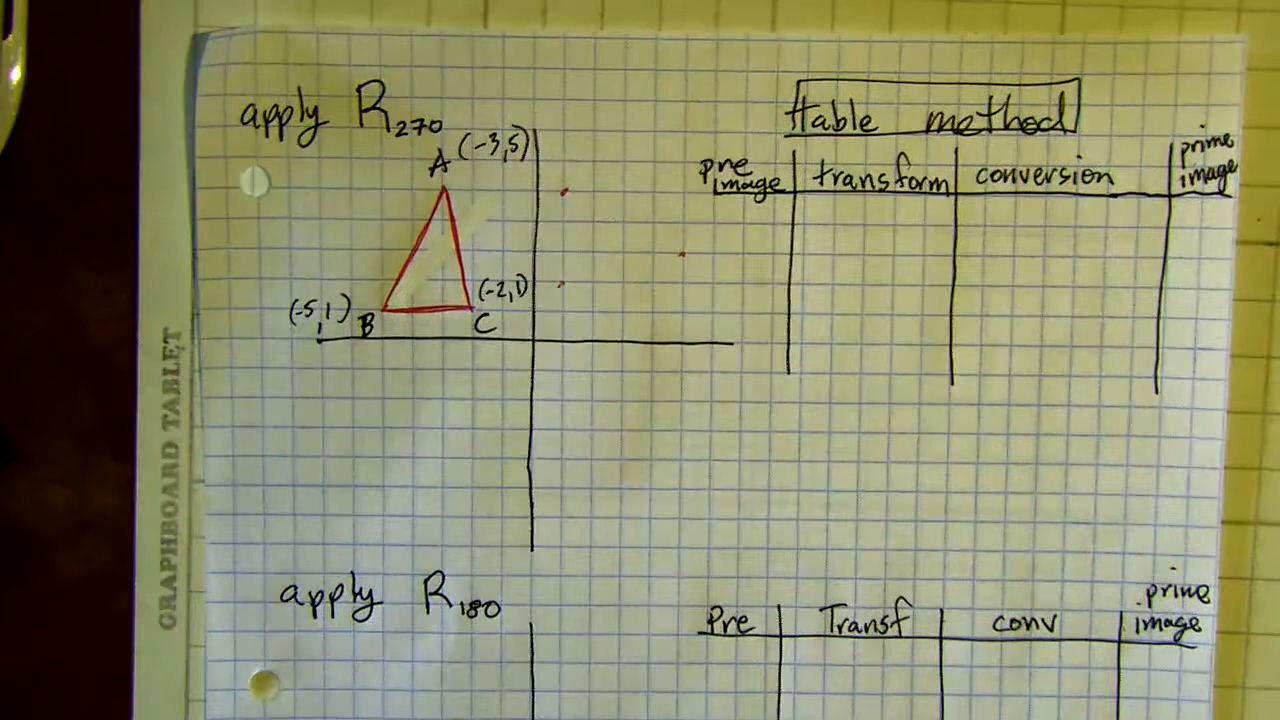 apply R270
table method
A (-3,5)
pre image | transform | conversion | prime image
(-5,1) B
(-2,1)
C
GRAPHBOARD TABLET
apply R180
Pre | Transf | conv | prime image